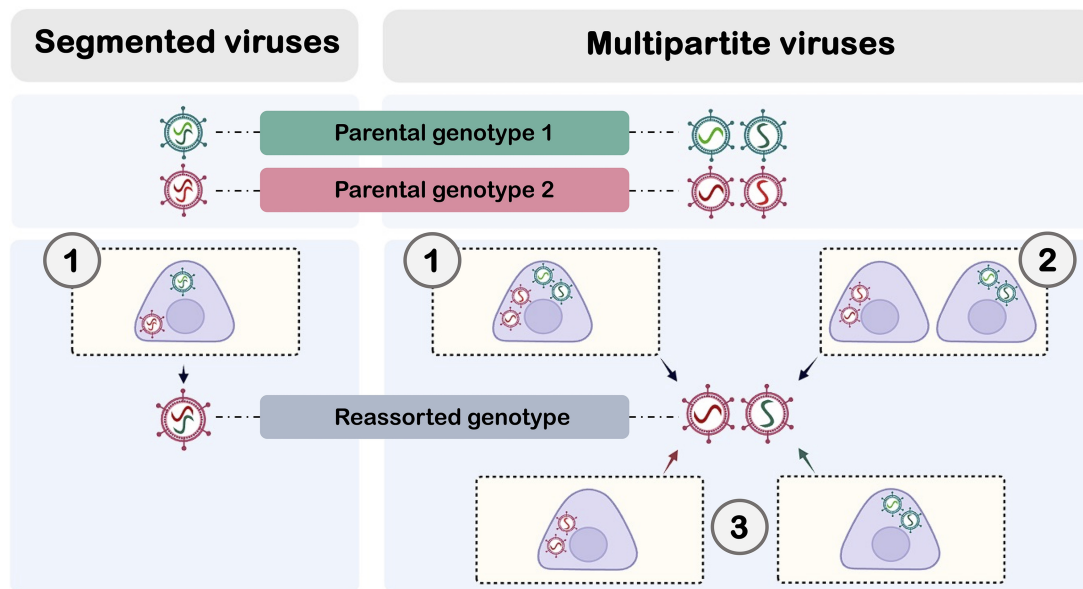 Segmented viruses
Multipartite viruses
Parental genotype 1
Parental genotype 2
1
1
2
Reassorted genotype
3